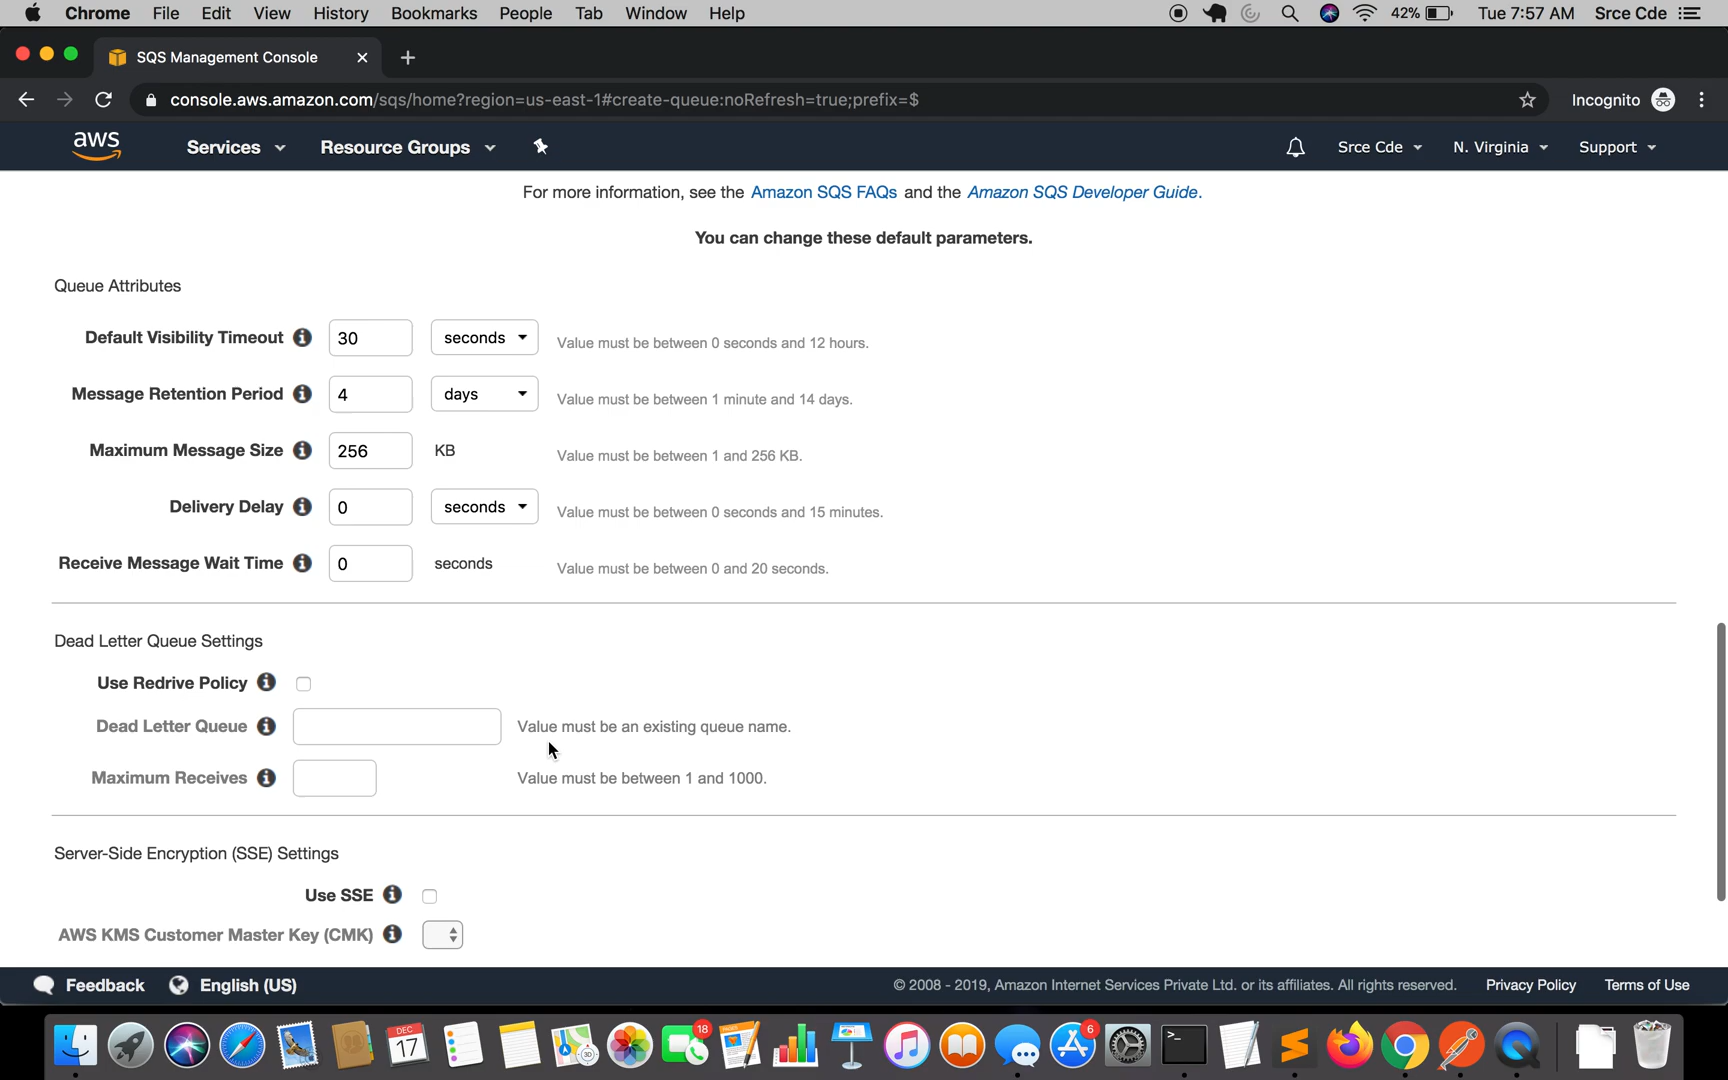 Chrome File Edit View History Bookmarks People Tab Window Help 42% Tue 7:57 AM Srce Cde
SQS Management Console
console.aws.amazon.com/sqs/home?region=us-east-1#create-queue:noRefresh=true;prefix=$ Incognito
aws Services Resource Groups Srce Cde N. Virginia Support
For more information, see the Amazon SQS FAQs and the Amazon SQS Developer Guide.
You can change these default parameters.
Queue Attributes
Default Visibility Timeout 30 seconds Value must be between 0 seconds and 12 hours.
Message Retention Period 4 days Value must be between 1 minute and 14 days.
Maximum Message Size 256 KB Value must be between 1 and 256 KB.
Delivery Delay 0 seconds Value must be between 0 seconds and 15 minutes.
Receive Message Wait Time 0 seconds Value must be between 0 and 20 seconds.
Dead Letter Queue Settings
Use Redrive Policy
Dead Letter Queue Value must be an existing queue name.
Maximum Receives Value must be between 1 and 1000.
Server-Side Encryption (SSE) Settings
Use SSE
AWS KMS Customer Master Key (CMK)
Feedback English (US) © 2008 - 2019, Amazon Internet Services Private Ltd. or its affiliates. All rights reserved. Privacy Policy Terms of Use
DEC 17 30 18 6